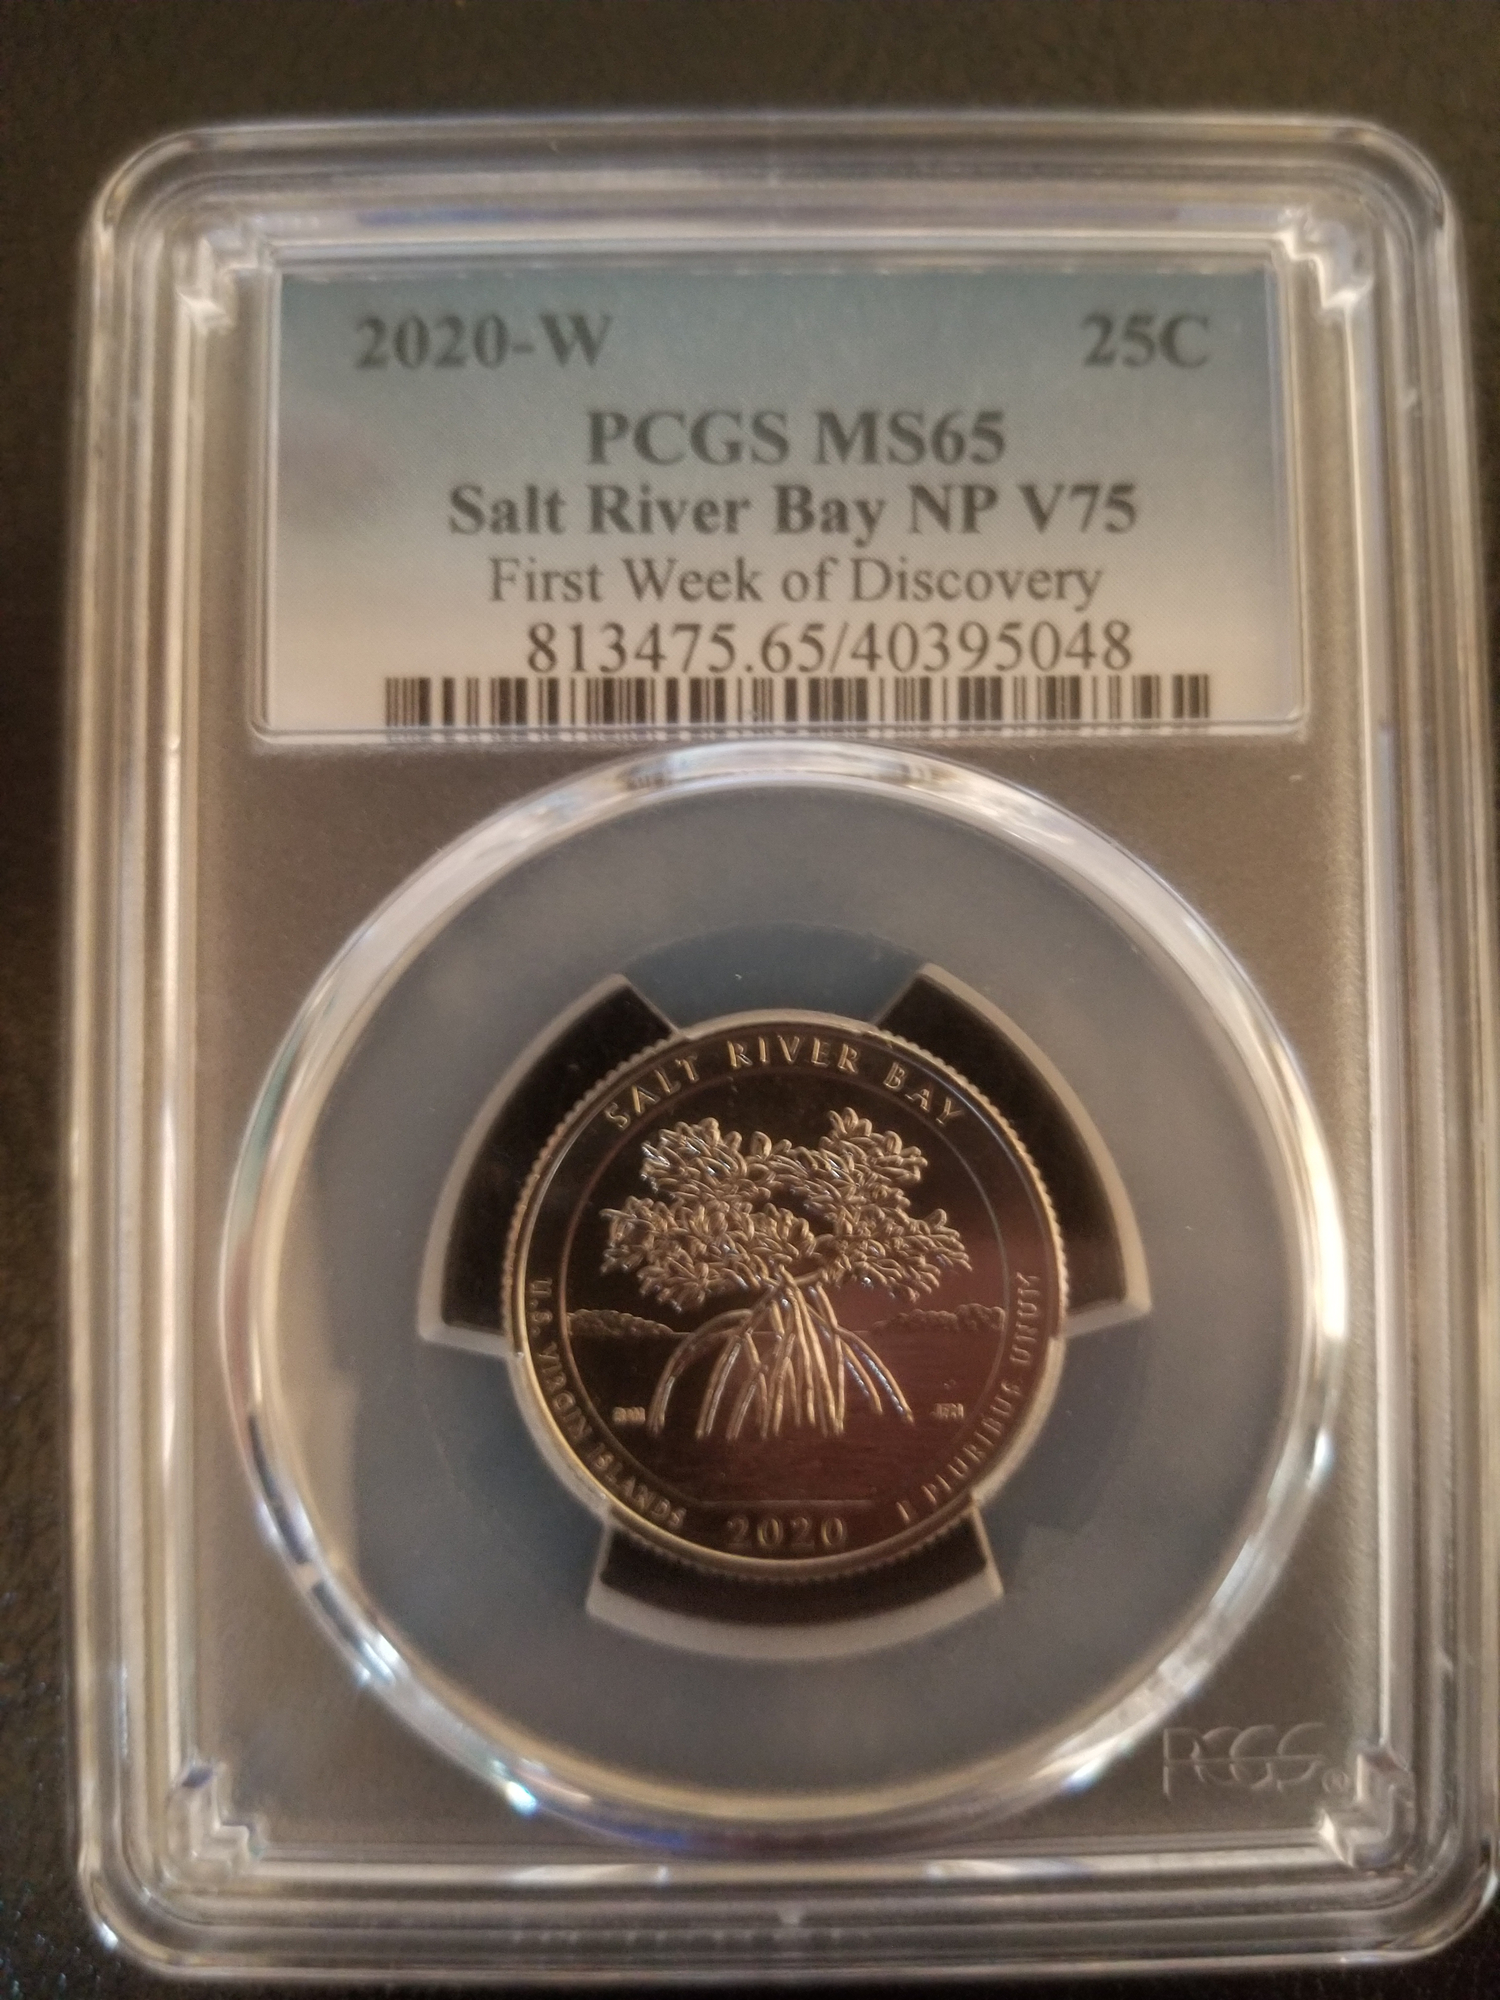 2020-W 25C
PCGS MS65
Salt River Bay NP V75
First Week of Discovery
813475.65/40395048
SALT RIVER BAY
U.S. VIRGIN ISLANDS
2020
E PLURIBUS UNUM
PCGS®